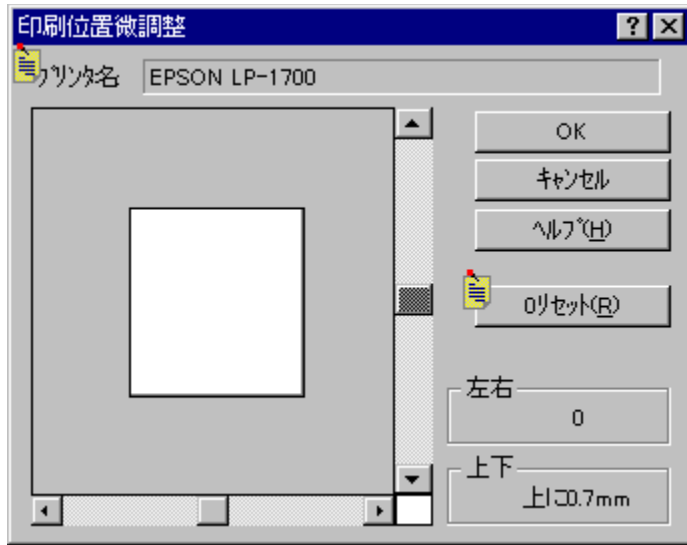 印刷位置微調整
プリンタ名 EPSON LP-1700
OK
キャンセル
ヘルプ(H)
0リセット(R)
左右
0
上下
上に0.7mm